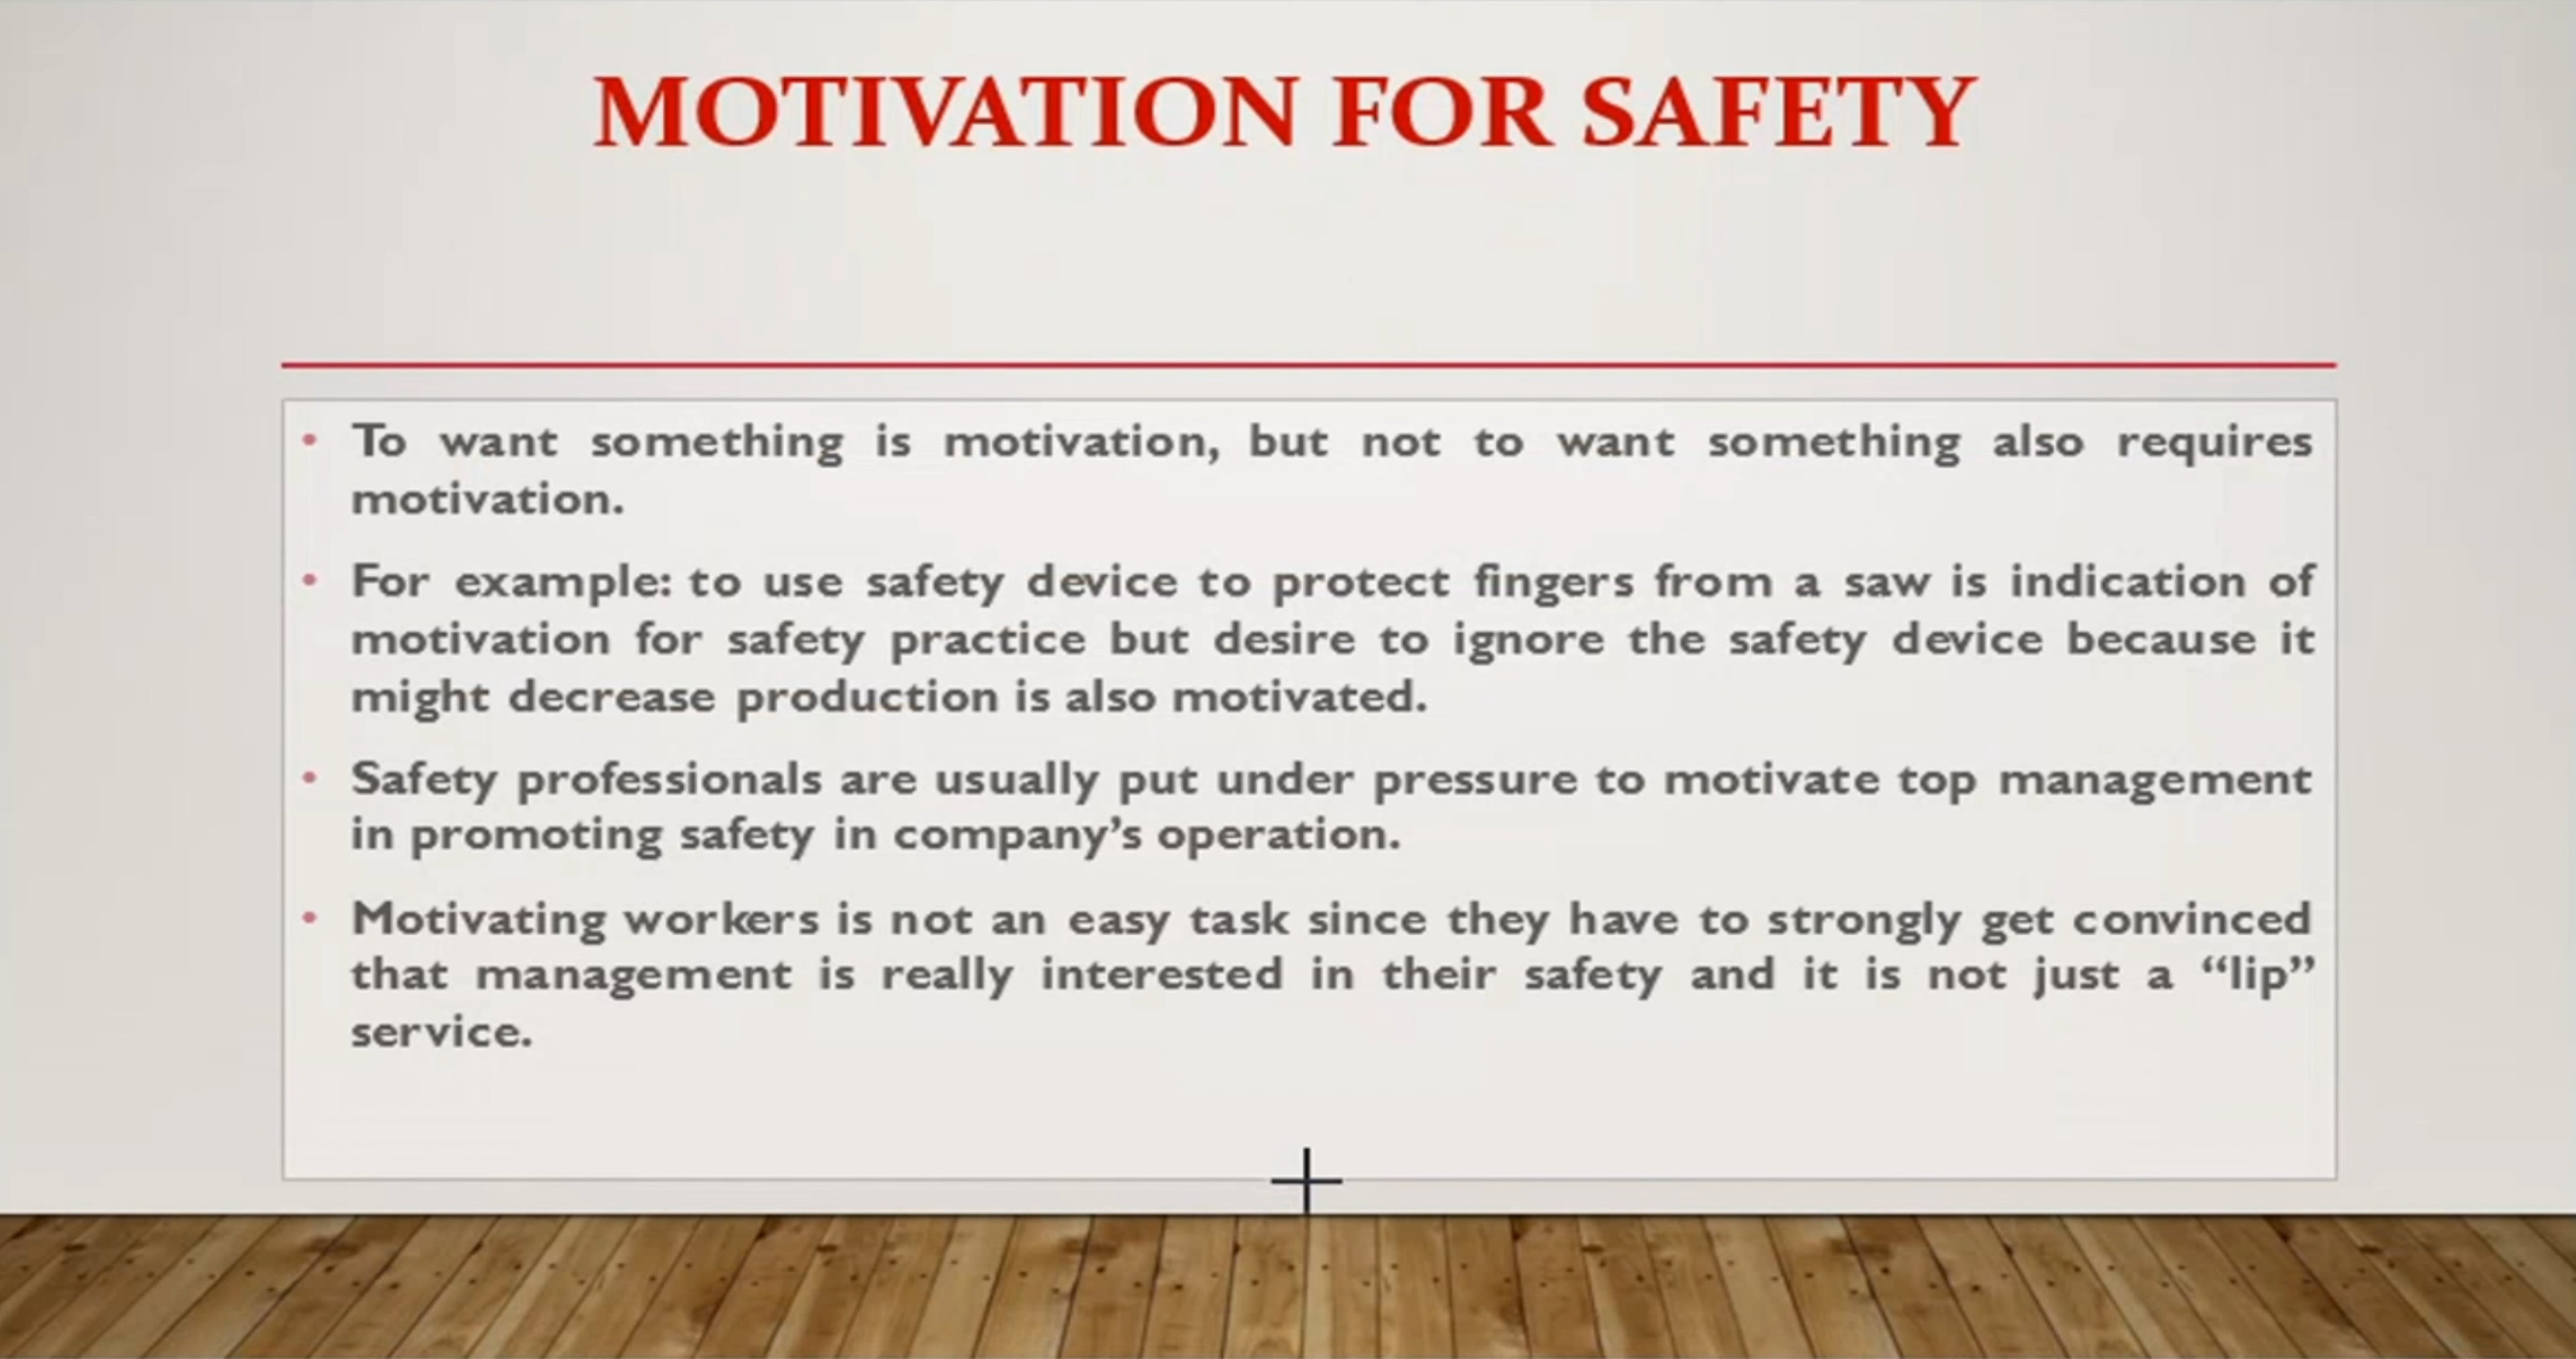 MOTIVATION FOR SAFETY
• To want something is motivation, but not to want something also requires
motivation.
• For example: to use safety device to protect fingers from a saw is indication of
motivation for safety practice but desire to ignore the safety device because it
might decrease production is also motivated.
• Safety professionals are usually put under pressure to motivate top management
in promoting safety in company’s operation.
• Motivating workers is not an easy task since they have to strongly get convinced
that management is really interested in their safety and it is not just a “lip”
service.